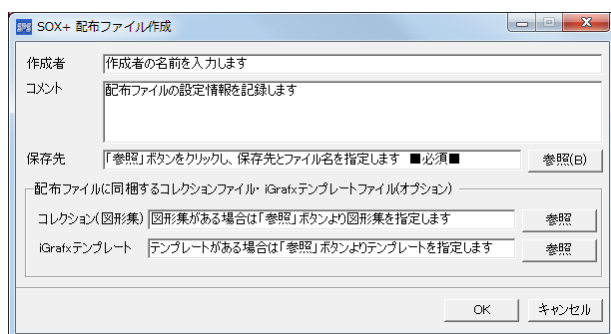 SOX+ 配布ファイル作成
作成者 作成者の名前を入力します
コメント 配布ファイルの設定情報を記録します
保存先 「参照」ボタンをクリックし、保存先とファイル名を指定します ■必須■ 参照(B)
配布ファイルに同梱するコレクションファイル・iGrafxテンプレートファイル(オプション)
コレクション(図形集) 図形集がある場合は「参照」ボタンより図形集を指定します 参照
iGrafxテンプレート テンプレートがある場合は「参照」ボタンよりテンプレートを指定します 参照
OK キャンセル